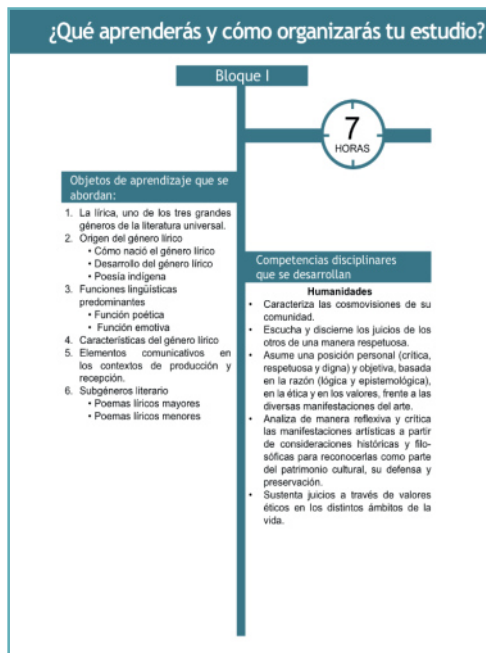 ¿Qué aprenderás y cómo organizarás tu estudio?
Bloque I
7
HORAS
Objetos de aprendizaje que se
abordan:
1. La lírica, uno de los tres grandes
géneros de la literatura universal.
2. Origen del género lírico
• Cómo nació el género lírico
• Desarrollo del género lírico
• Poesía indígena
3. Funciones lingüísticas
predominantes
• Función poética
• Función emotiva
4. Características del género lírico
5. Elementos comunicativos en
los contextos de producción y
recepción.
6. Subgéneros literario
• Poemas líricos mayores
• Poemas líricos menores
Competencias disciplinares
que se desarrollan
Humanidades
• Caracteriza las cosmovisiones de su
comunidad.
• Escucha y discierne los juicios de los
otros de una manera respetuosa.
• Asume una posición personal (crítica,
respetuosa y digna) y objetiva, basada
en la razón (lógica y epistemológica),
en la ética y en los valores, frente a las
diversas manifestaciones del arte.
• Analiza de manera reflexiva y crítica
las manifestaciones artísticas a partir
de consideraciones históricas y filo-
sóficas para reconocerlas como parte
del patrimonio cultural, su defensa y
preservación.
• Sustenta juicios a través de valores
éticos en los distintos ámbitos de la
vida.